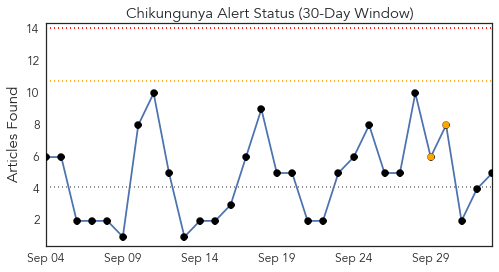 Chikungunya Alert Status (30-Day Window)
14
12
10
8
6
4
2
Articles Found
Sep 04 Sep 09 Sep 14 Sep 19 Sep 24 Sep 29